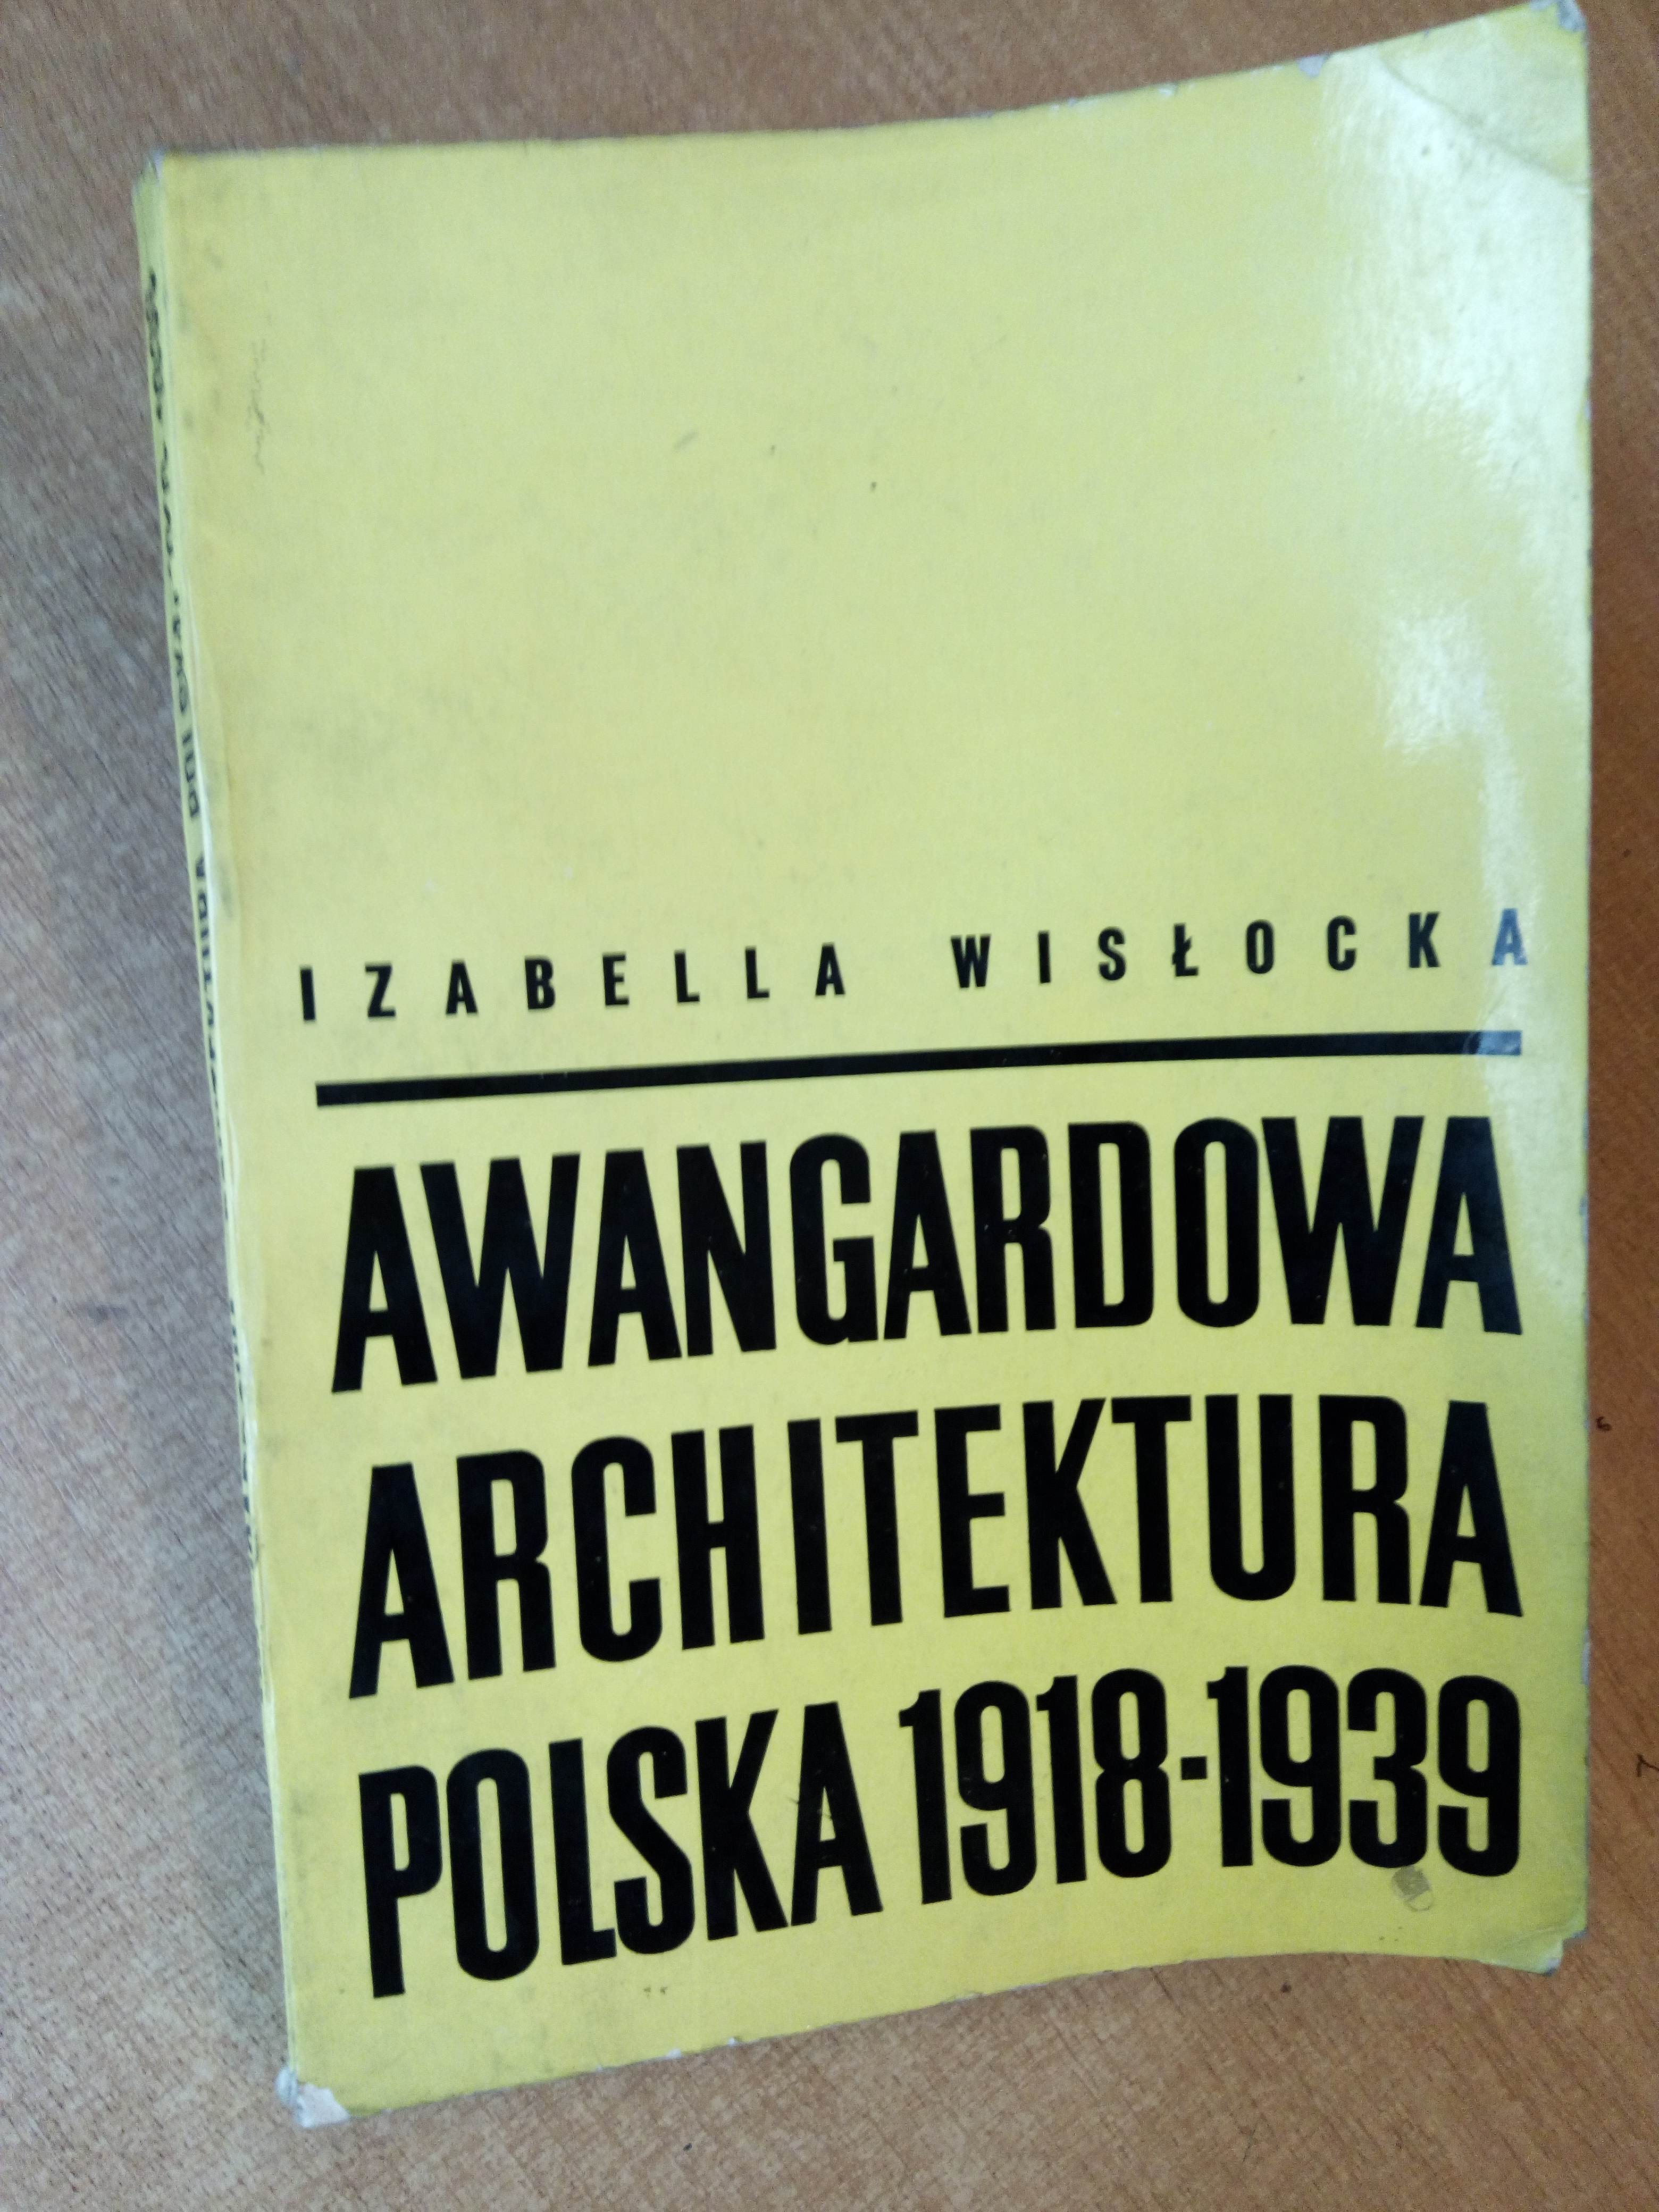 IZABELLA WISŁOCKA
AWANGARDOWA
ARCHITEKTURA
POLSKA 1918-1939